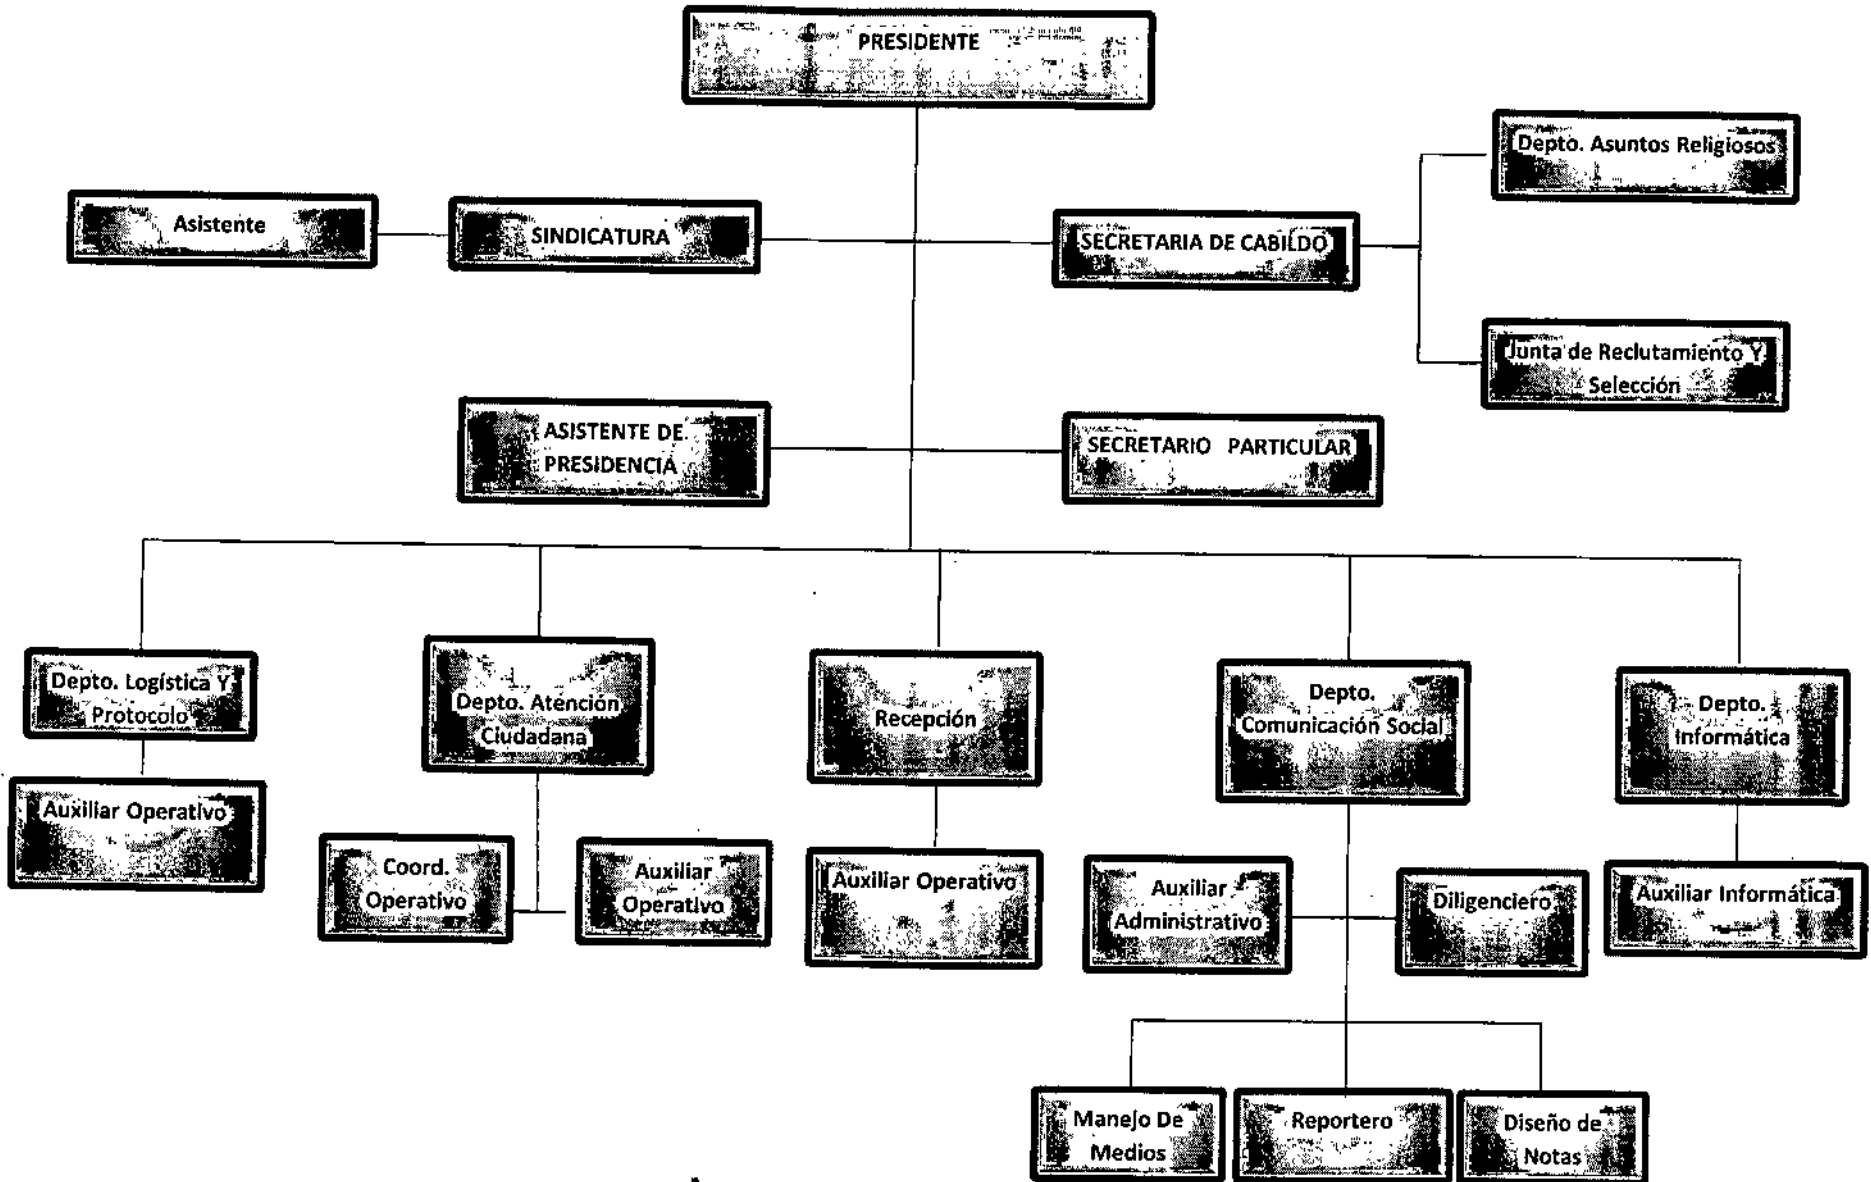 PRESIDENTE
Depto. Asuntos Religiosos
Asistente
SINDICATURA
SECRETARIA DE CABILDO
Junta de Reclutamiento Y
Selección
ASISTENTE DE
PRESIDENCIA
SECRETARIO PARTICULAR
Depto. Logística Y
Protocolo
Depto. Atención
Ciudadana
Recepción
Depto.
Comunicación Social
Depto.
Informática
Auxiliar Operativo
Coord.
Operativo
Auxiliar
Operativo
Auxiliar Operativo
Auxiliar
Administrativo
Diligenciero
Auxiliar Informática
Manejo De
Medios
Reportero
Diseño de
Notas